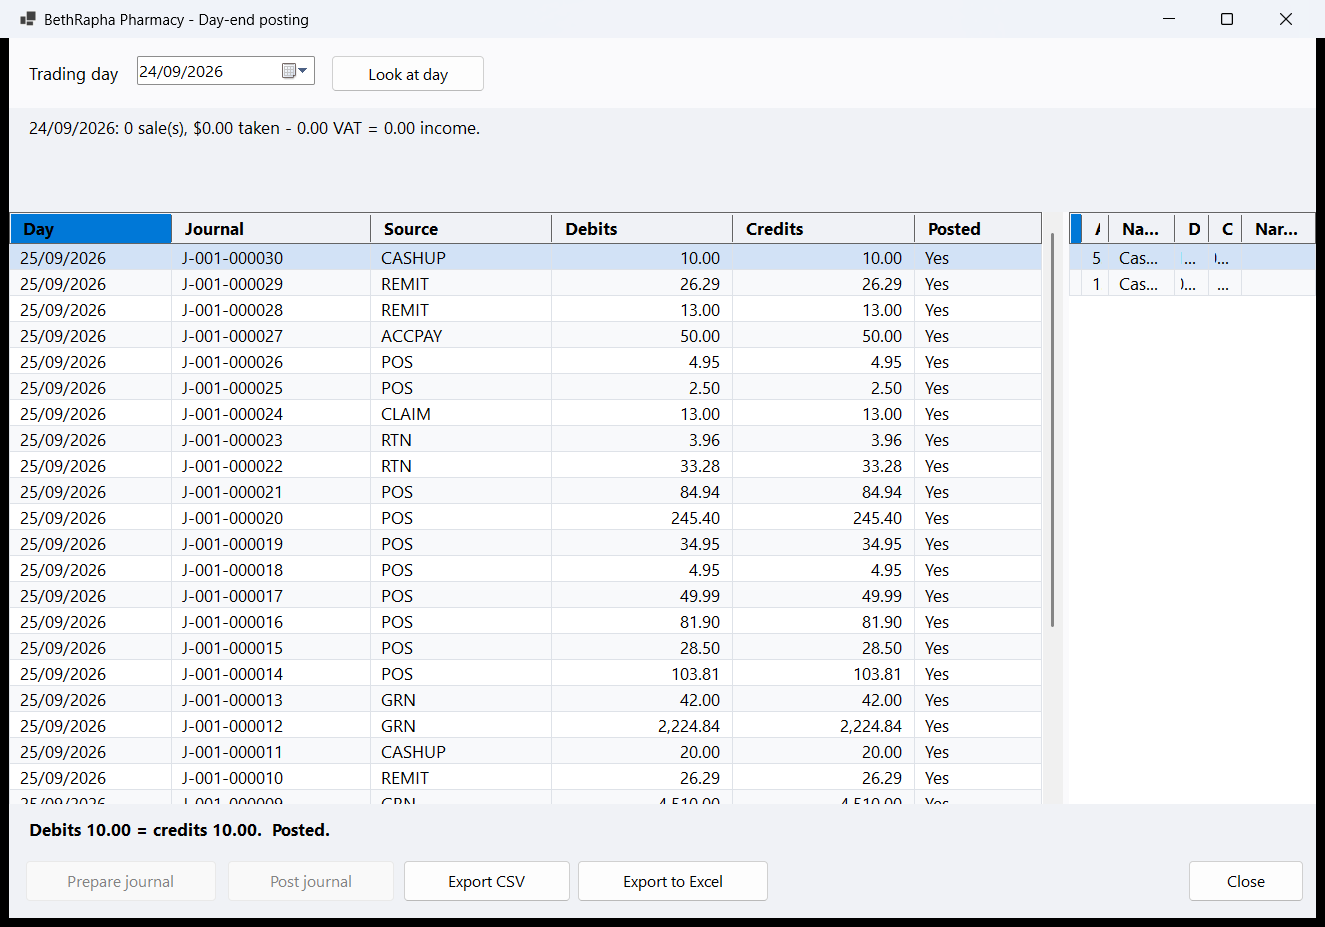 BethRapha Pharmacy - Day-end posting
Trading day 24/09/2026 Look at day
24/09/2026: 0 sale(s), $0.00 taken - 0.00 VAT = 0.00 income.
Day Journal Source Debits Credits Posted
25/09/2026 J-001-000030 CASHUP 10.00 10.00 Yes
25/09/2026 J-001-000029 REMIT 26.29 26.29 Yes
25/09/2026 J-001-000028 REMIT 13.00 13.00 Yes
25/09/2026 J-001-000027 ACCPAY 50.00 50.00 Yes
25/09/2026 J-001-000026 POS 4.95 4.95 Yes
25/09/2026 J-001-000025 POS 2.50 2.50 Yes
25/09/2026 J-001-000024 CLAIM 13.00 13.00 Yes
25/09/2026 J-001-000023 RTN 3.96 3.96 Yes
25/09/2026 J-001-000022 RTN 33.28 33.28 Yes
25/09/2026 J-001-000021 POS 84.94 84.94 Yes
25/09/2026 J-001-000020 POS 245.40 245.40 Yes
25/09/2026 J-001-000019 POS 34.95 34.95 Yes
25/09/2026 J-001-000018 POS 4.95 4.95 Yes
25/09/2026 J-001-000017 POS 49.99 49.99 Yes
25/09/2026 J-001-000016 POS 81.90 81.90 Yes
25/09/2026 J-001-000015 POS 28.50 28.50 Yes
25/09/2026 J-001-000014 POS 103.81 103.81 Yes
25/09/2026 J-001-000013 GRN 42.00 42.00 Yes
25/09/2026 J-001-000012 GRN 2,224.84 2,224.84 Yes
25/09/2026 J-001-000011 CASHUP 20.00 20.00 Yes
25/09/2026 J-001-000010 REMIT 26.29 26.29 Yes
25/09/2026 J-001-000009 GRN 4,510.00 4,510.00 Yes
Na... D C Nar...
5 Cas... ... ...
1 Cas... ... ...
Debits 10.00 = credits 10.00. Posted.
Prepare journal Post journal Export CSV Export to Excel Close